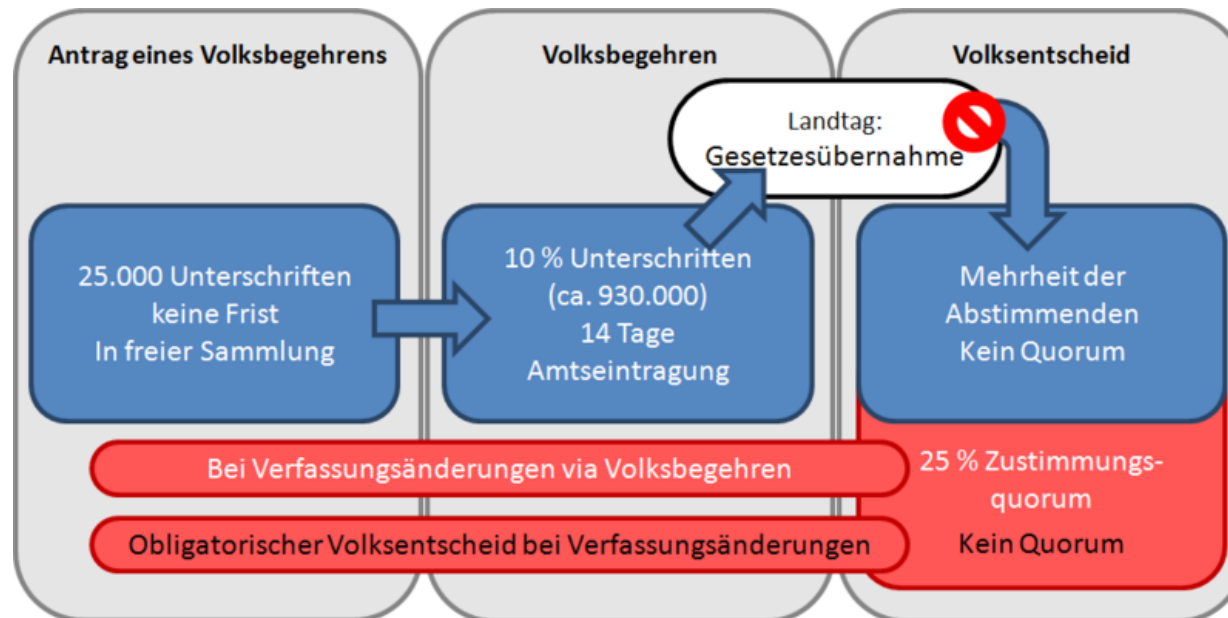 Antrag eines Volksbegehrens
Volksbegehren
Volksentscheid
Landtag:
Gesetzesübernahme
25.000 Unterschriften
keine Frist
In freier Sammlung
10 % Unterschriften
(ca. 930.000)
14 Tage
Amtseintragung
Mehrheit der
Abstimmenden
Kein Quorum
Bei Verfassungsänderungen via Volksbegehren
25 % Zustimmungs-
quorum
Obligatorischer Volksentscheid bei Verfassungsänderungen
Kein Quorum